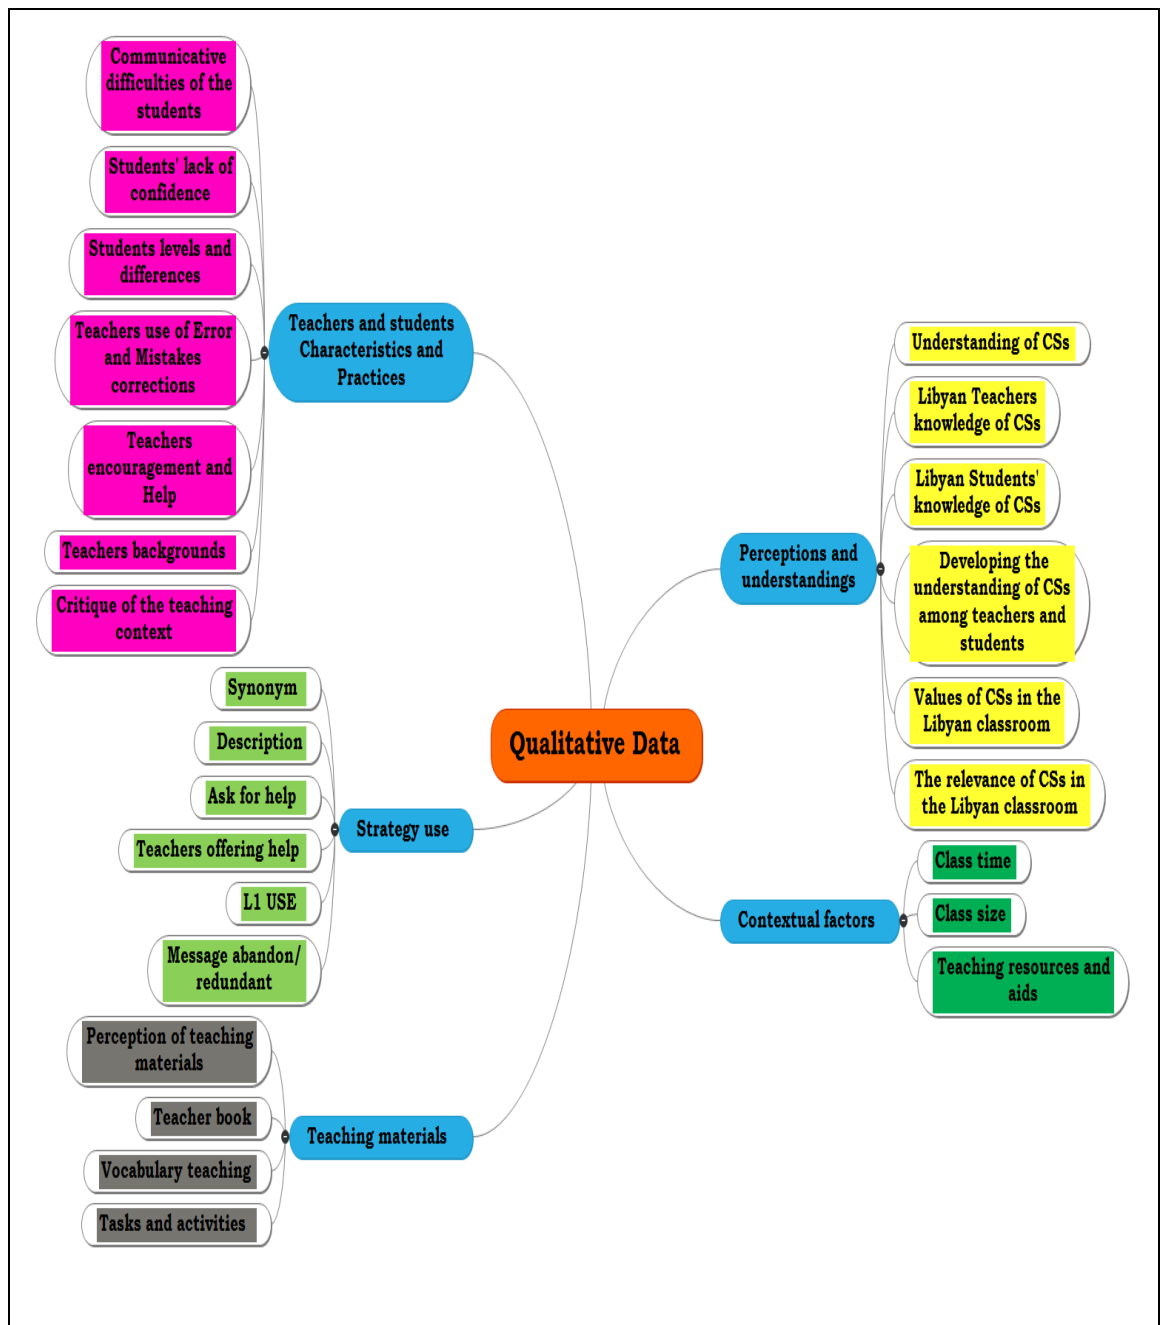 Communicative
difficulties of the
students
Students' lack of
confidence
Students levels and
differences
Teachers use of Error
and Mistakes
corrections
Teachers
encouragement and
Help
Teachers backgrounds
Critique of the teaching
context
Teachers and students
Characteristics and
Practices
Synonym
Description
Ask for help
Teachers offering help
L1 USE
Message abandon/
redundant
Strategy use
Perception of teaching
materials
Teacher book
Vocabulary teaching
Tasks and activities
Teaching materials
Qualitative Data
Perceptions and
understandings
Understanding of CSs
Libyan Teachers
knowledge of CSs
Libyan Students'
knowledge of CSs
Developing the
understanding of CSs
among teachers and
students
Values of CSs in the
Libyan classroom
The relevance of CSs in
the Libyan classroom
Contextual factors
Class time
Class size
Teaching resources and
aids